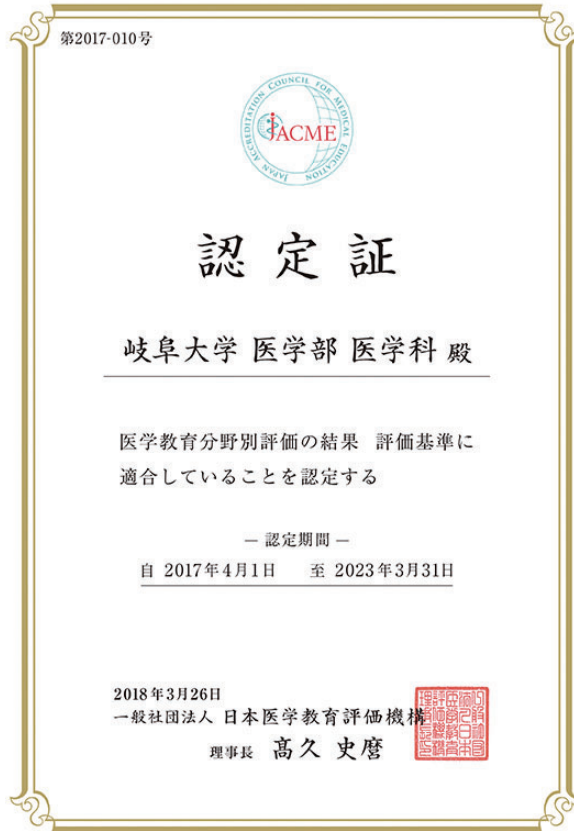 第2017-010号
JAPAN ACCREDITATION COUNCIL FOR MEDICAL EDUCATION
JACME
認定証
岐阜大学 医学部 医学科 殿
医学教育分野別評価の結果 評価基準に
適合していることを認定する
― 認定期間 ―
自 2017年4月1日 至 2023年3月31日
2018年3月26日
一般社団法人 日本医学教育評価機構
理事長 髙久 史麿